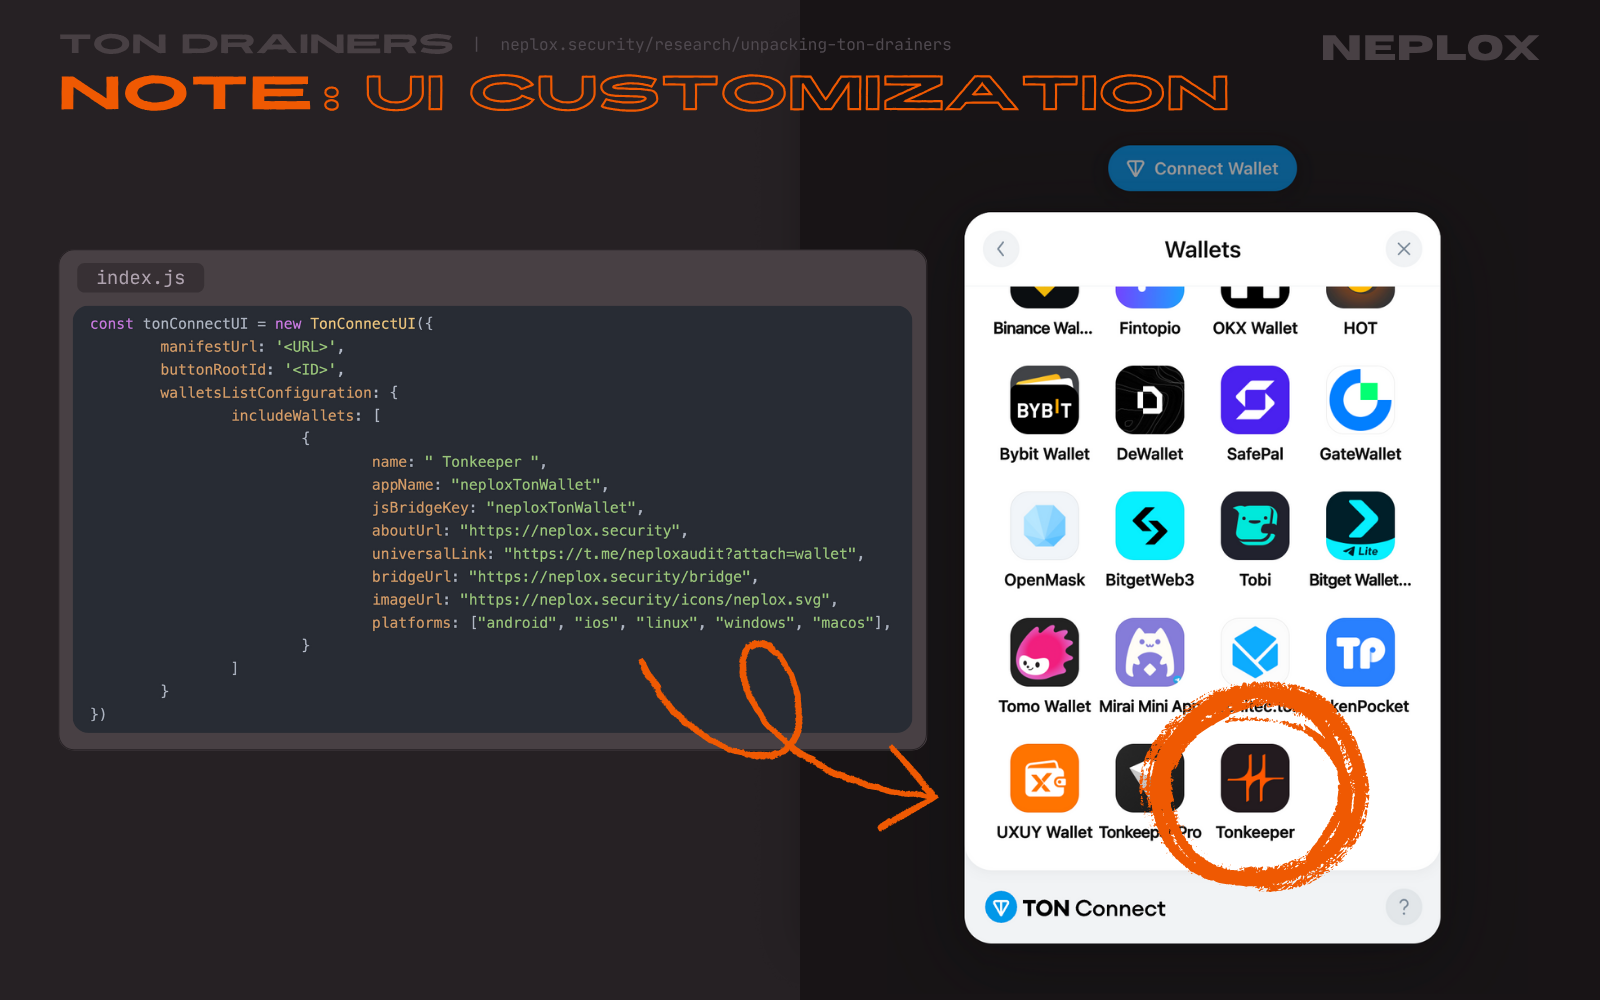 TON DRAINERS | neplox.security/research/unpacking-ton-drainers
NEPLOX
NOTE: UI CUSTOMIZATION
index.js
const tonConnectUI = new TonConnectUI({
manifestUrl: '<URL>',
buttonRootId: '<ID>',
walletsListConfiguration: {
includeWallets: [
{
name: " Tonkeeper ",
appName: "neploxTonWallet",
jsBridgeKey: "neploxTonWallet",
aboutUrl: "https://neplox.security",
universalLink: "https://t.me/neploxaudit?attach=wallet",
bridgeUrl: "https://neplox.security/bridge",
imageUrl: "https://neplox.security/icons/neplox.svg",
platforms: ["android", "ios", "linux", "windows", "macos"],
}
]
}
})
Connect Wallet
Wallets
Binance Wal... Fintopio OKX Wallet HOT
BYBIT
Bybit Wallet DeWallet SafePal GateWallet
Lite
OpenMask BitgetWeb3 Tobi Bitget Wallet...
TP
Tomo Wallet Mirai Mini App
UXUY Wallet Tonkeeper Pro Tonkeeper
TON Connect
?